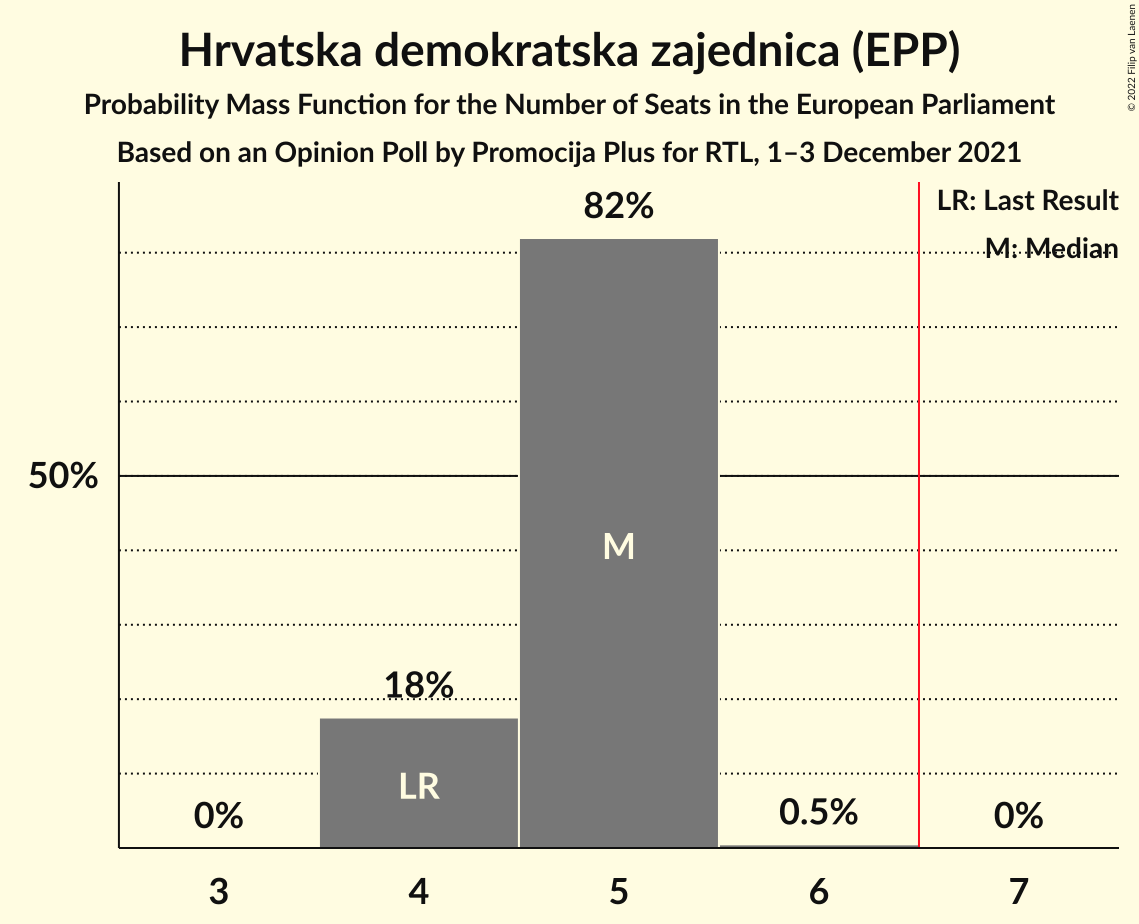 Hrvatska demokratska zajednica (EPP)
Probability Mass Function for the Number of Seats in the European Parliament
Based on an Opinion Poll by Promocija Plus for RTL, 1–3 December 2021
© 2022 Filip van Laenen
LR: Last Result
M: Median
82%
50%
M
18%
LR
0%
0.5%
0%
3
4
5
6
7